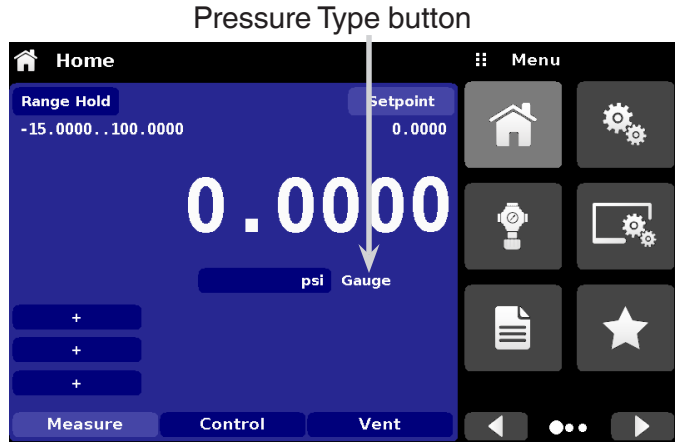 Pressure Type button
Home
Menu
Range Hold
Setpoint
-15.0000..100.0000
0.0000
0.0000
psi
Gauge
+
+
+
Measure
Control
Vent